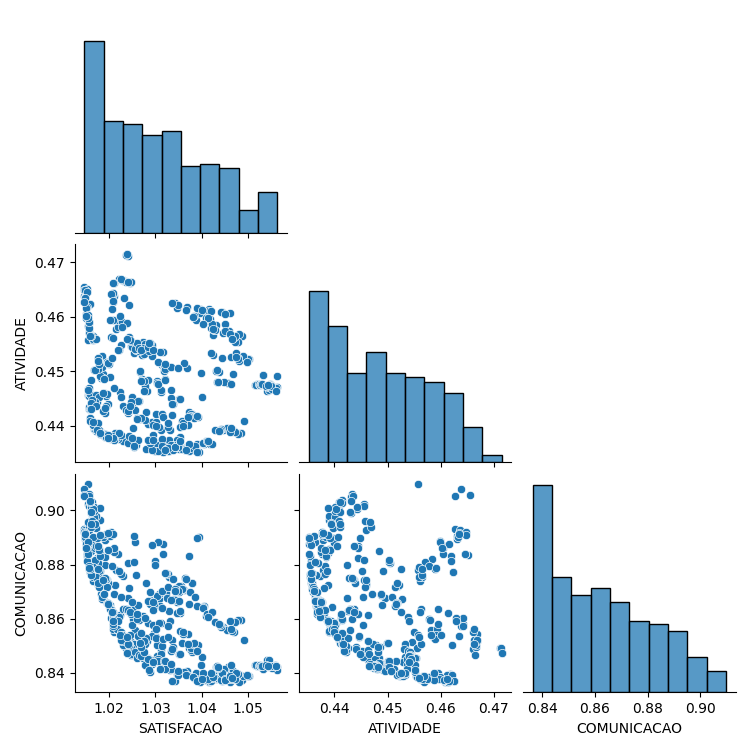 0.47
0.46
0.45
0.44
ATIVIDADE
0.90
0.88
0.86
0.84
COMUNICACAO
1.02 1.03 1.04 1.05
SATISFACAO
0.44 0.45 0.46 0.47
ATIVIDADE
0.84 0.86 0.88 0.90
COMUNICACAO